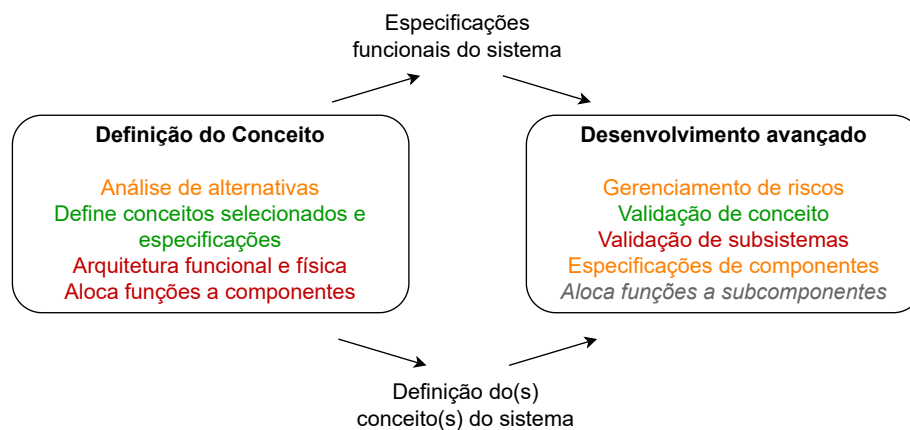 Especificações
funcionais do sistema
Definição do Conceito
Análise de alternativas
Define conceitos selecionados e
especificações
Arquitetura funcional e física
Aloca funções a componentes
Desenvolvimento avançado
Gerenciamento de riscos
Validação de conceito
Validação de subsistemas
Especificações de componentes
Aloca funções a subcomponentes
Definição do(s)
conceito(s) do sistema